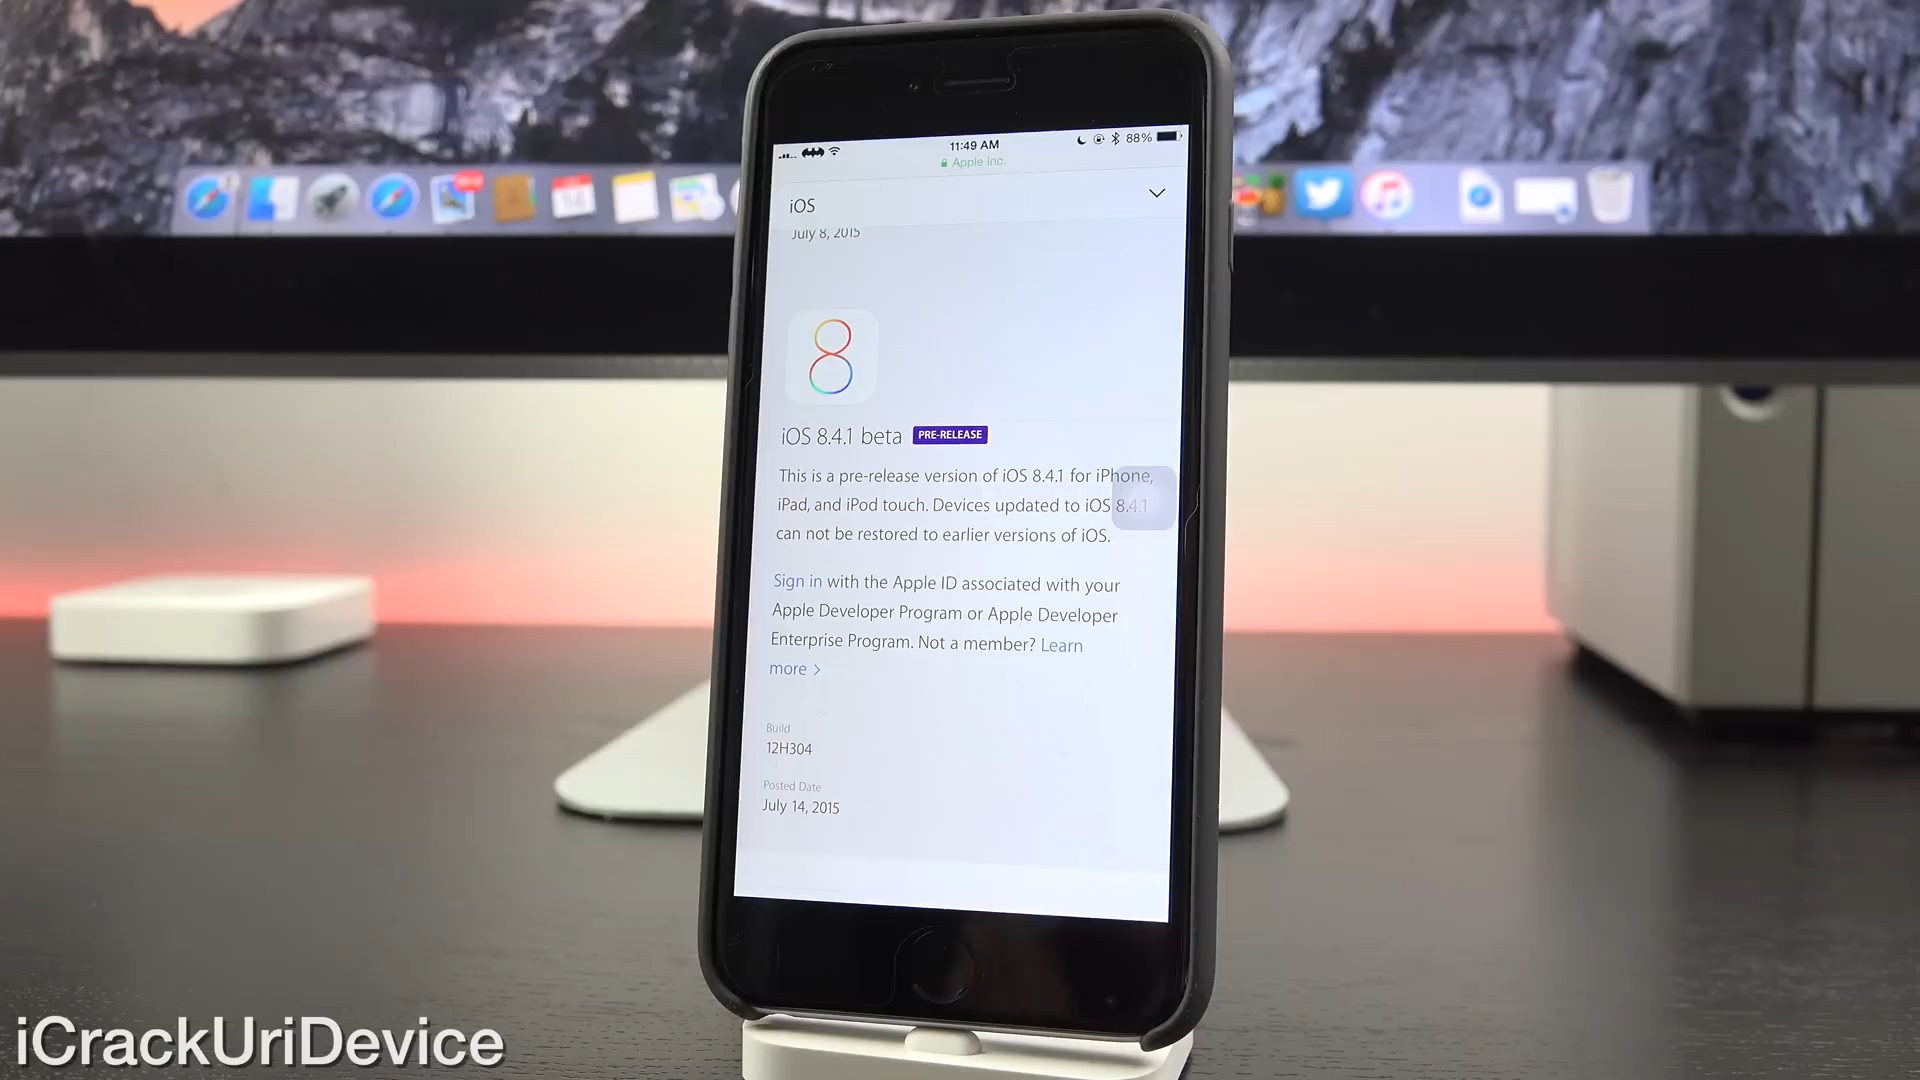 11:49 AM
88%
Apple Inc.
iOS
July 8, 2015
iOS 8.4.1 beta PRE-RELEASE
This is a pre-release version of iOS 8.4.1 for iPhone,
iPad, and iPod touch. Devices updated to iOS 8.4.1
can not be restored to earlier versions of iOS.
Sign in with the Apple ID associated with your
Apple Developer Program or Apple Developer
Enterprise Program. Not a member? Learn
more >
Build
12H304
Posted Date
July 14, 2015
iCrackUriDevice